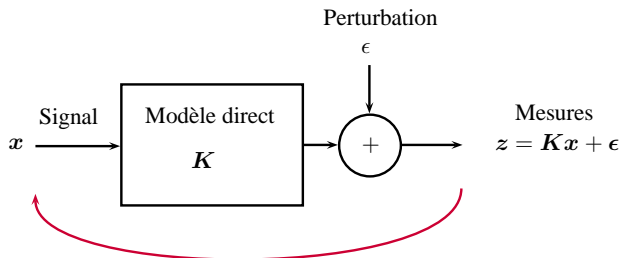 Perturbation
ϵ
Signal
Modèle direct
Mesures
x
K
+
z = Kx + ϵ